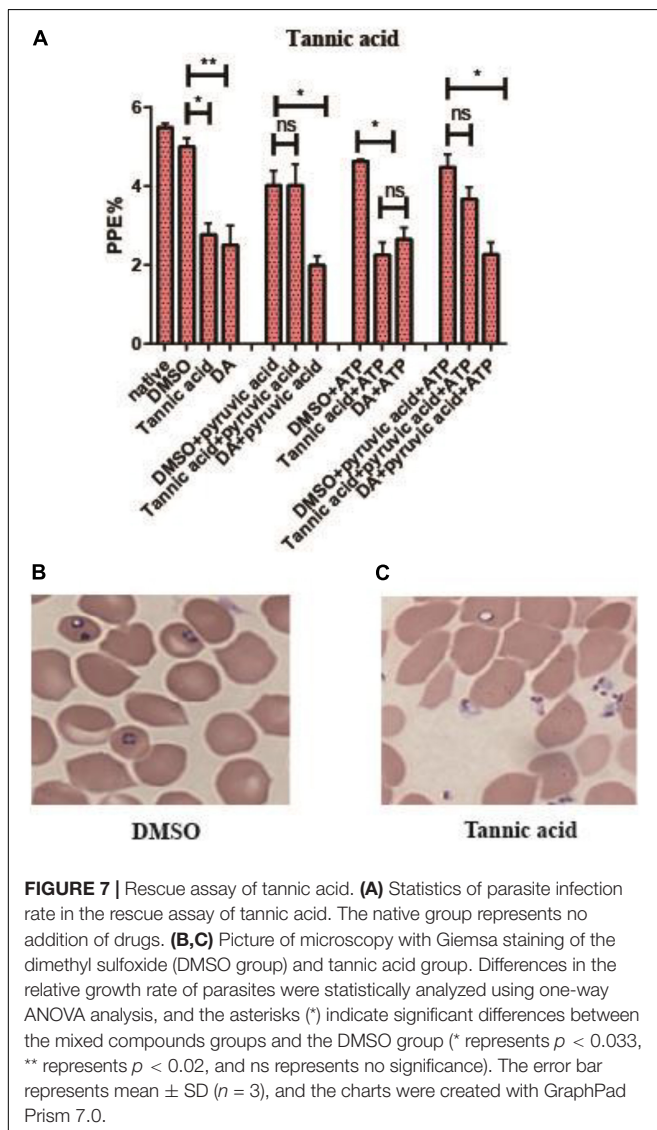 A
Tannic acid
**
*
*
ns
*
ns
*
ns
PPE%
6
4
2
0
native
DMSO
Tannic acid
DA
DMSO+pyruvic acid
Tannic acid+pyruvic acid
DA+pyruvic acid
DMSO+ATP
Tannic acid+ATP
DA+ATP
DMSO+pyruvic acid+ATP
Tannic acid+pyruvic acid+ATP
DA+pyruvic acid+ATP
B
C
DMSO
Tannic acid
FIGURE 7 | Rescue assay of tannic acid. (A) Statistics of parasite infection
rate in the rescue assay of tannic acid. The native group represents no
addition of drugs. (B,C) Picture of microscopy with Giemsa staining of the
dimethyl sulfoxide (DMSO group) and tannic acid group. Differences in the
relative growth rate of parasites were statistically analyzed using one-way
ANOVA analysis, and the asterisks (*) indicate significant differences between
the mixed compounds groups and the DMSO group (* represents p < 0.033,
** represents p < 0.02, and ns represents no significance). The error bar
represents mean ± SD (n = 3), and the charts were created with GraphPad
Prism 7.0.